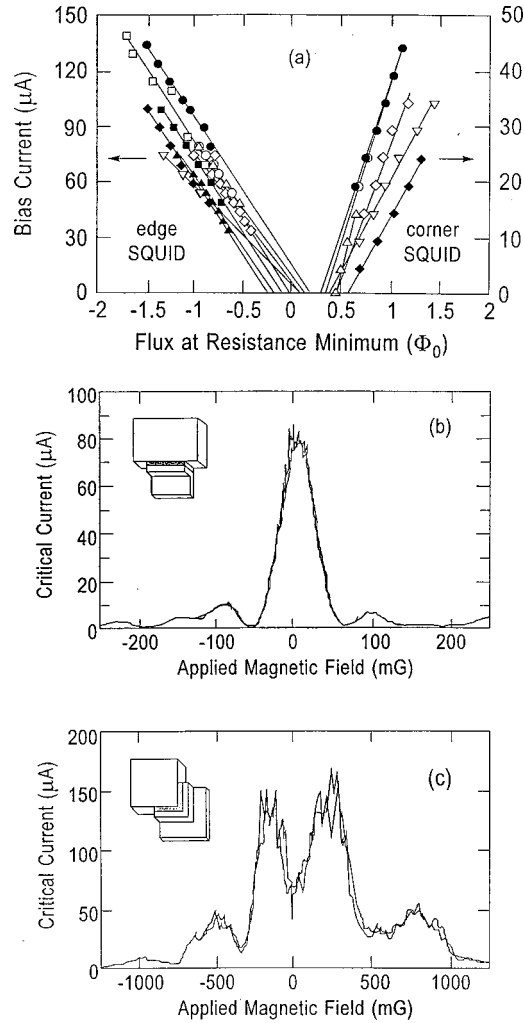 150
120
90
60
30
0
Bias Current (μA)
(a)
edge
SQUID
corner
SQUID
50
40
30
20
10
0
-2 -1.5 -1 -0.5 0 0.5 1 1.5 2
Flux at Resistance Minimum (Φ₀)
100
80
60
40
20
0
Critical Current (μA)
(b)
-200 -100 0 100 200
Applied Magnetic Field (mG)
200
150
100
50
0
Critical Current (μA)
(c)
-1000 -500 0 500 1000
Applied Magnetic Field (mG)